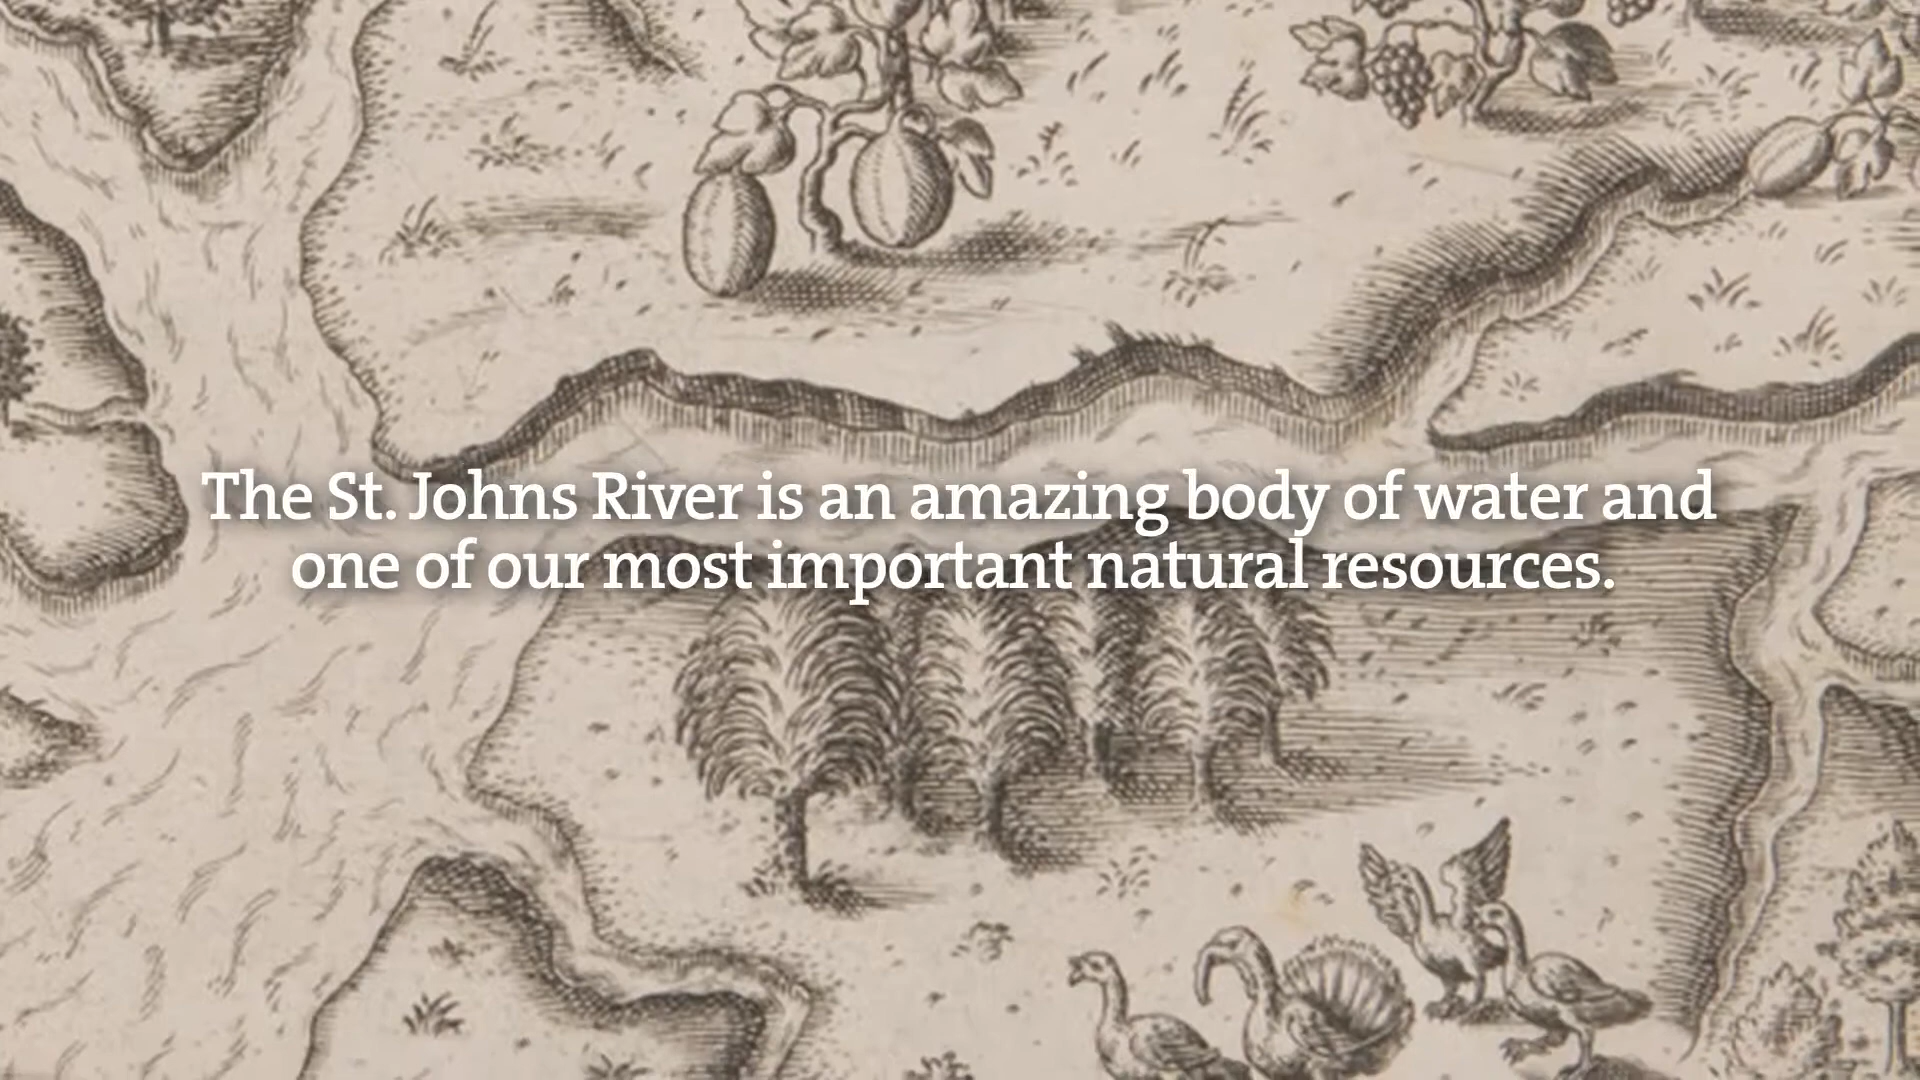 The St. Johns River is an amazing body of water and
one of our most important natural resources.